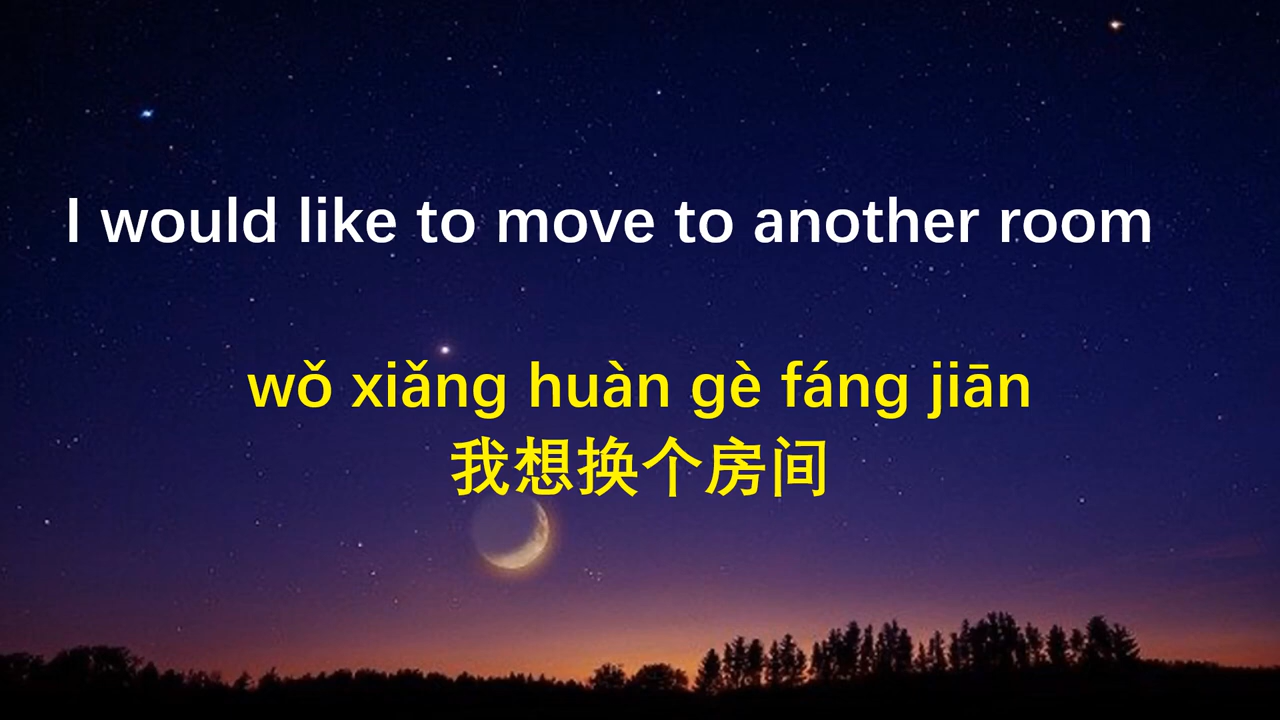 I would like to move to another room
wǒ xiǎng huàn gè fáng jiān
我想换个房间